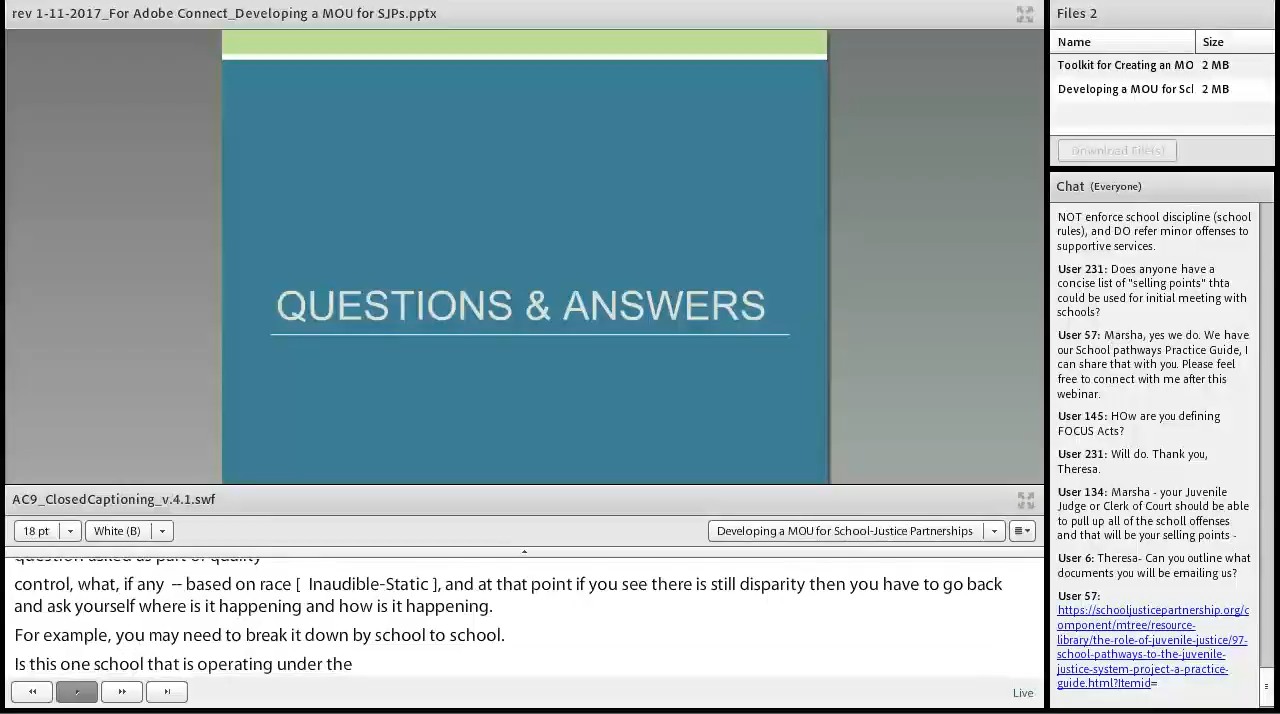 rev 1-11-2017_For Adobe Connect_Developing a MOU for SJPs.pptx
QUESTIONS & ANSWERS
AC9_ClosedCaptioning_v.4.1.swf
18 pt
White (B)
Developing a MOU for School-Justice Partnerships
question asked as part of quality
control, what, if any -- based on race [ Inaudible-Static ], and at that point if you see there is still disparity then you have to go back
and ask yourself where is it happening and how is it happening.
For example, you may need to break it down by school to school.
Is this one school that is operating under the
Live
Files 2
Name Size
Toolkit for Creating an MO 2 MB
Developing a MOU for Scl 2 MB
Download File(s)
Chat (Everyone)
NOT enforce school discipline (school
rules), and DO refer minor offenses to
supportive services.
User 231: Does anyone have a
concise list of "selling points" thta
could be used for initial meeting with
schools?
User 57: Marsha, yes we do. We have
our School pathways Practice Guide, I
can share that with you. Please feel
free to connect with me after this
webinar.
User 145: HOw are you defining
FOCUS Acts?
User 231: Will do. Thank you,
Theresa.
User 134: Marsha - your Juvenile
Judge or Clerk of Court should be able
to pull up all of the scholl offenses
and that will be your selling points -
User 6: Theresa- Can you outline what
documents you will be emailing us?
User 57:
https://schooljusticepartnership.org/c
omponent/mtree/resource-
library/the-role-of-juvenile-justice/97-
school-pathways-to-the-juvenile-
justice-system-project-a-practice-
guide.html?Itemid=